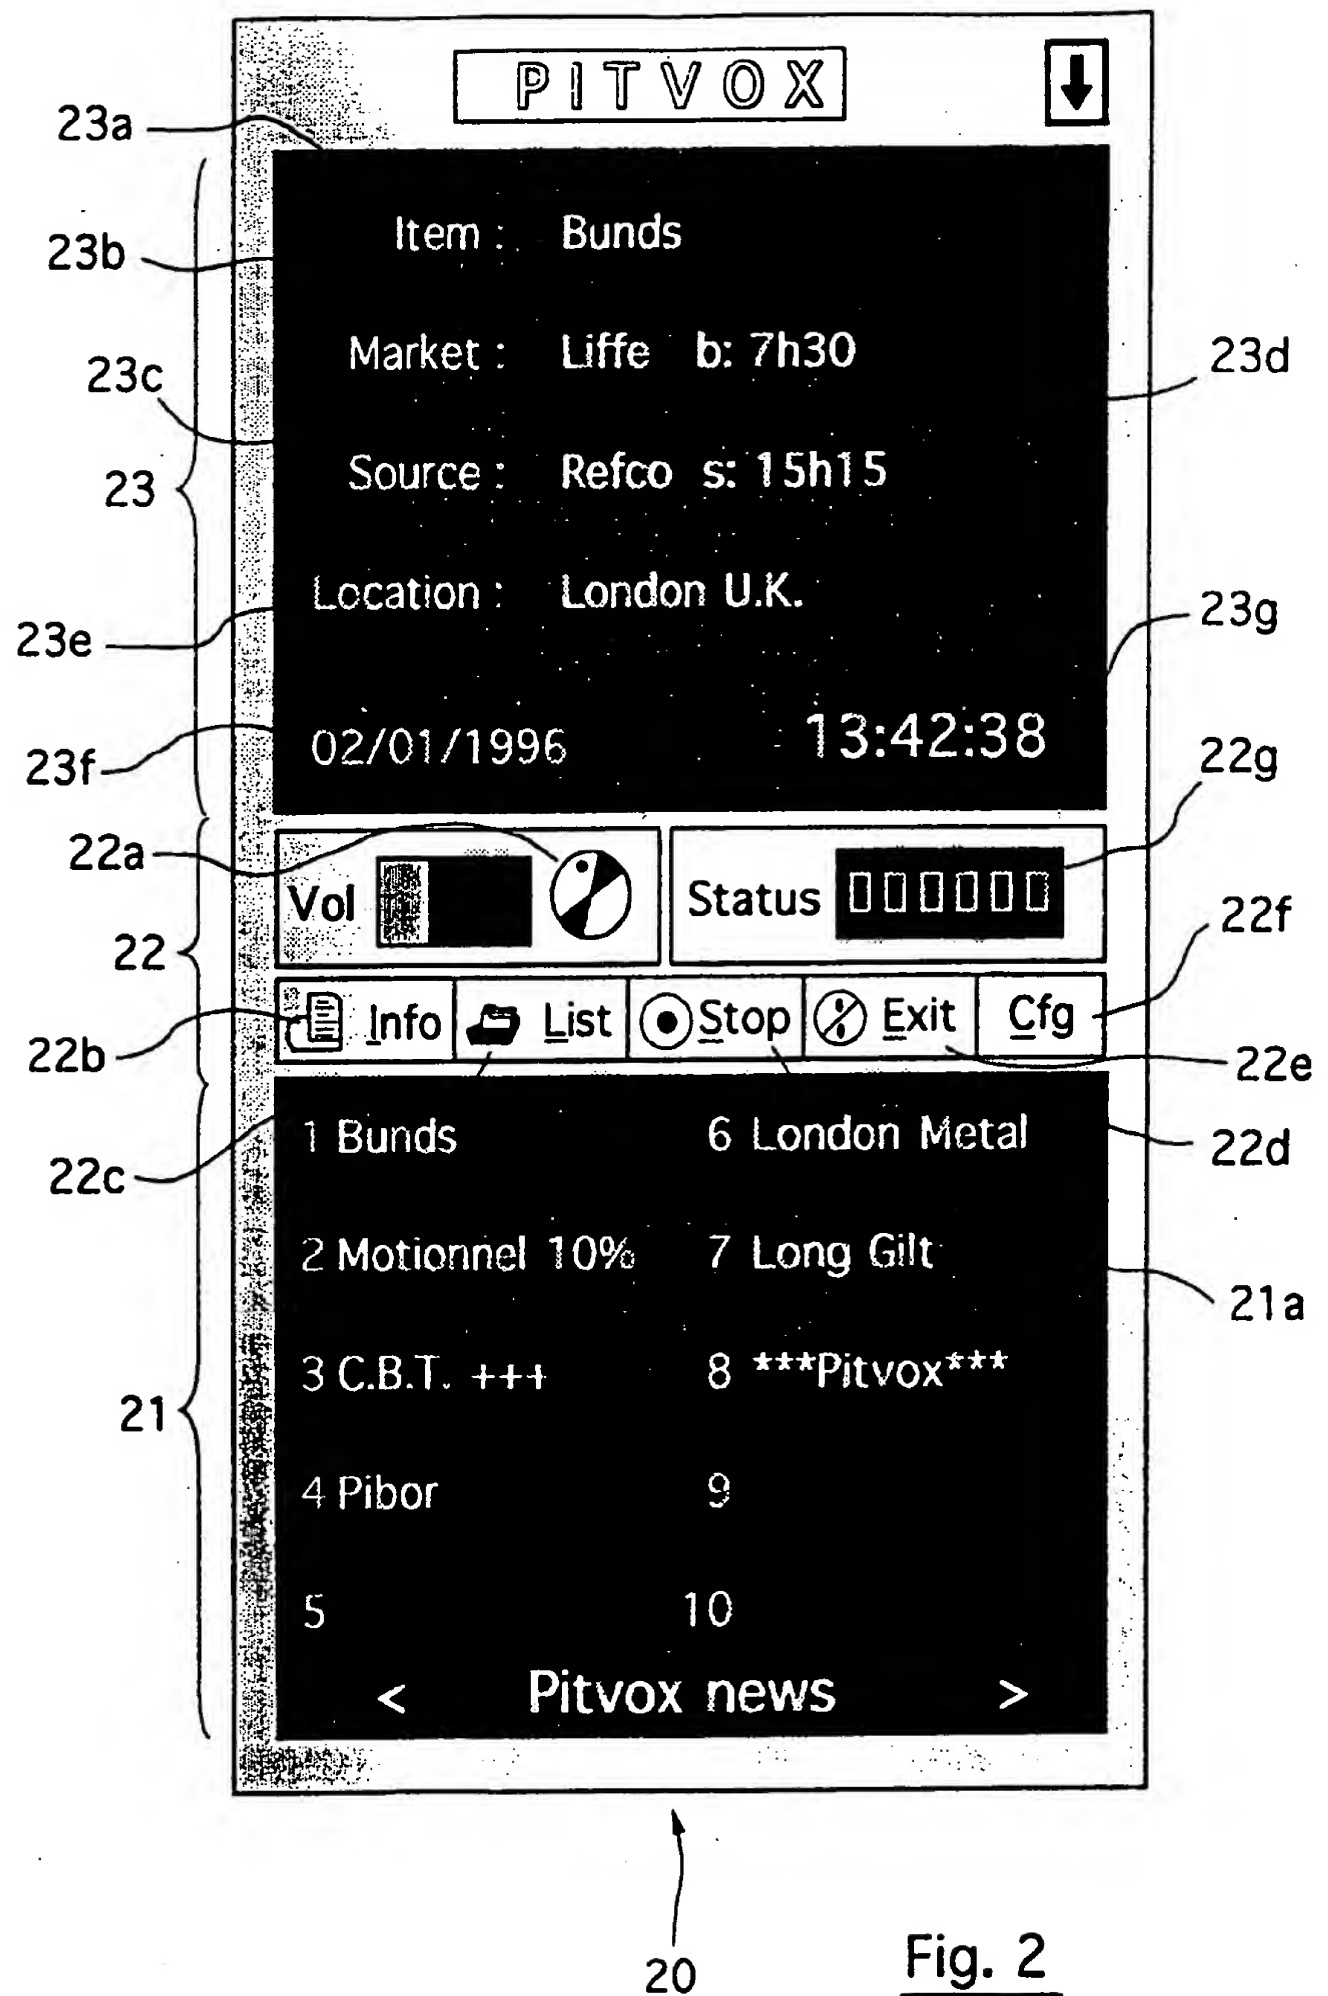 PITVOX
23a
Item : Bunds
23b
Market : Liffe b: 7h30
23d
23c
Source : Refco s: 15h15
23
Location : London U.K.
23g
23e
02/01/1996 13:42:38
23f
22g
22a
Vol Status
22f
22
Info List Stop Exit Cfg
22b
22e
1 Bunds 6 London Metal
22d
22c
2 Motionnel 10% 7 Long Gilt
21a
3 C.B.T. +++ 8 ***Pitvox***
21
4 Pibor 9
5 10
< Pitvox news >
20
Fig. 2